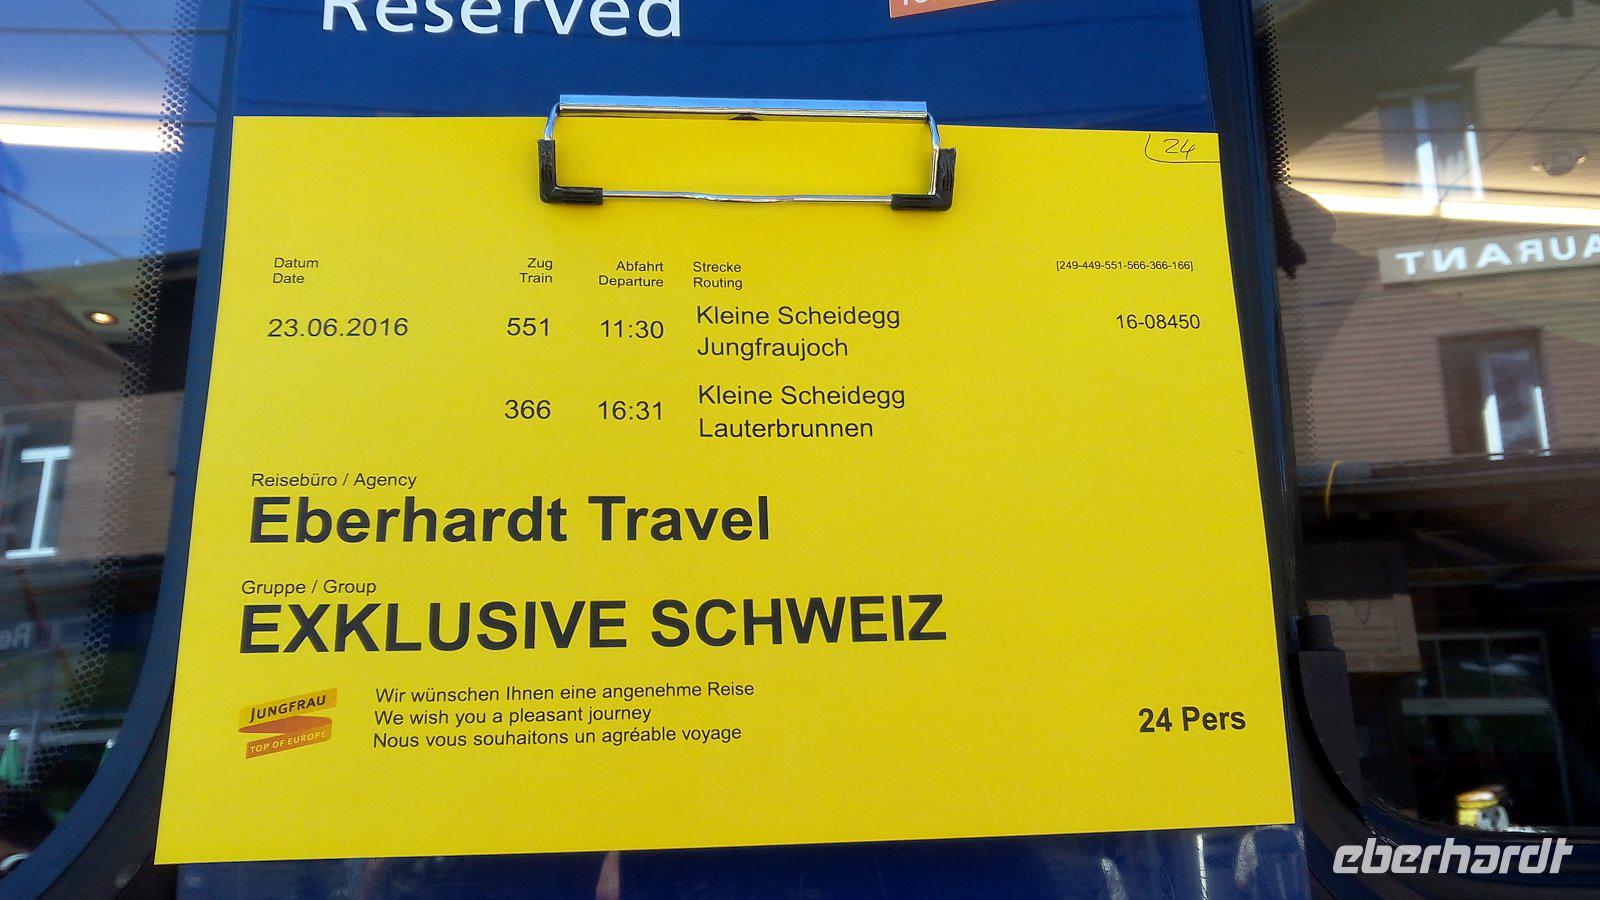 Reserved
24
Datum Zug Abfahrt Strecke [249-449-551-566-366-166]
Date Train Departure Routing
23.06.2016 551 11:30 Kleine Scheidegg 16-08450
Jungfraujoch
366 16:31 Kleine Scheidegg
Lauterbrunnen
Reisebüro / Agency
Eberhardt Travel
Gruppe / Group
EXKLUSIVE SCHWEIZ
JUNGFRAU
TOP OF EUROPE
Wir wünschen Ihnen eine angenehme Reise
We wish you a pleasant journey
Nous vous souhaitons un agréable voyage
24 Pers
eberhardt